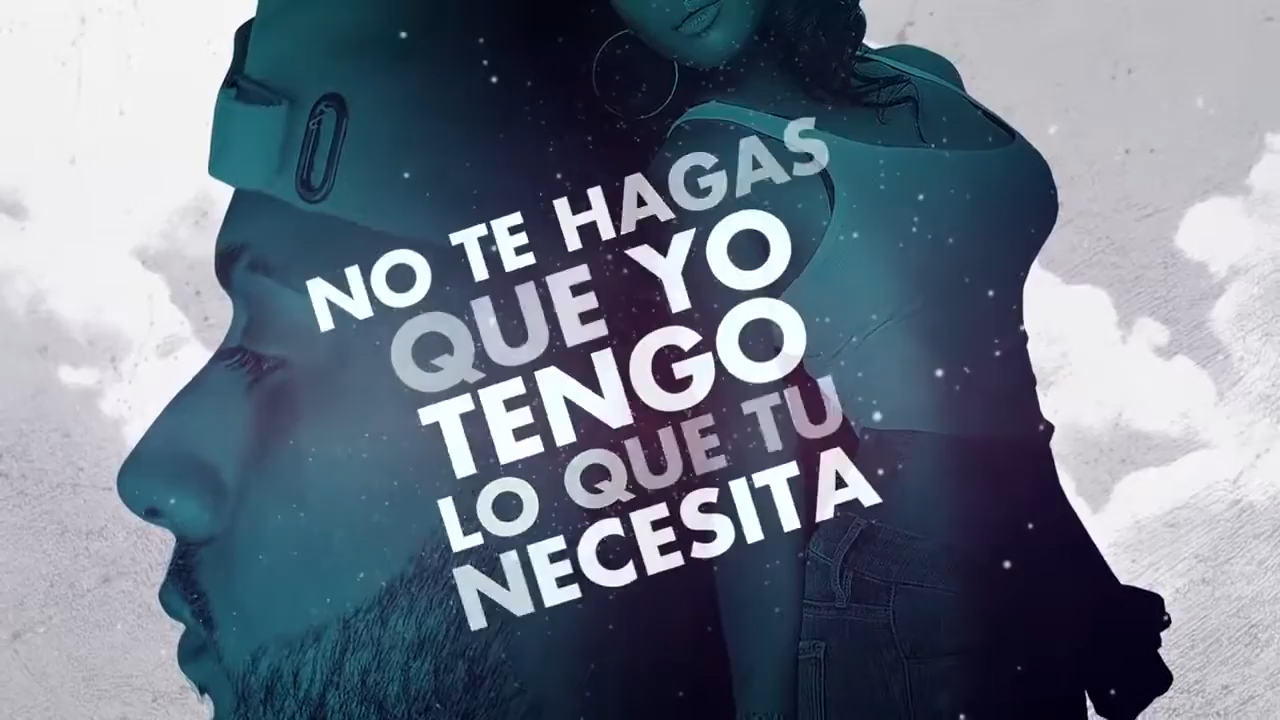 NO TE HAGAS
QUE YO
TENGO
LO QUE TU
NECESITA